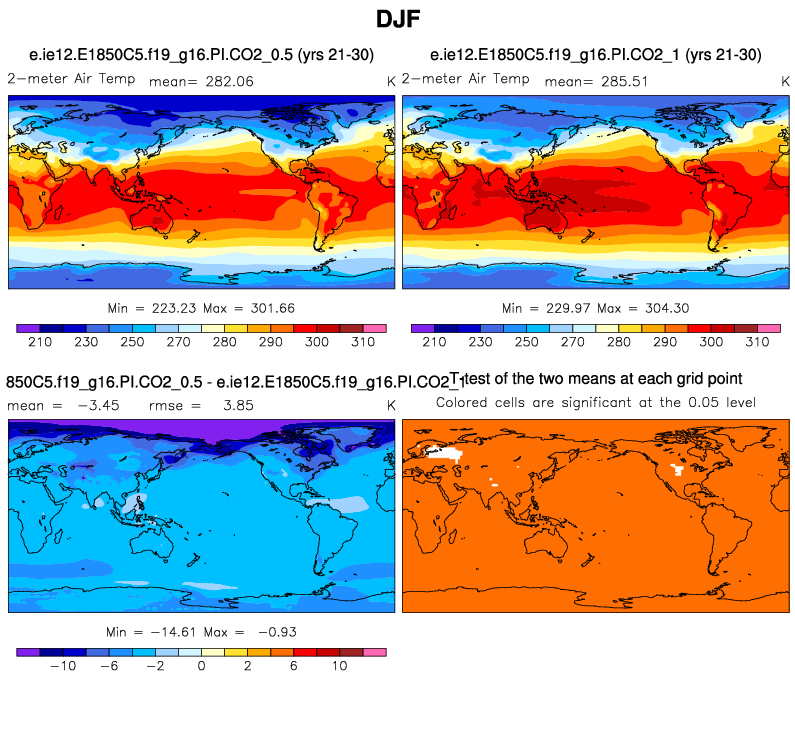 DJF
e.ie12.E1850C5.f19_g16.PI.CO2_0.5 (yrs 21-30)
2-meter Air Temp mean= 282.06 K
210 230 250 270 280 290 300 310
Min = 223.23 Max = 301.66
e.ie12.E1850C5.f19_g16.PI.CO2_1 (yrs 21-30)
2-meter Air Temp mean= 285.51 K
Min = 229.97 Max = 304.30
210 230 250 270 280 290 300 310
850C5.f19_g16.PI.CO2_0.5 - e.ie12.E1850C5.f19_g16.PI.CO2_1
mean = -3.45 rmse = 3.85 K
Min = -14.61 Max = -0.93
-10 -6 -2 0 2 6 10
T-test of the two means at each grid point
Colored cells are significant at the 0.05 level